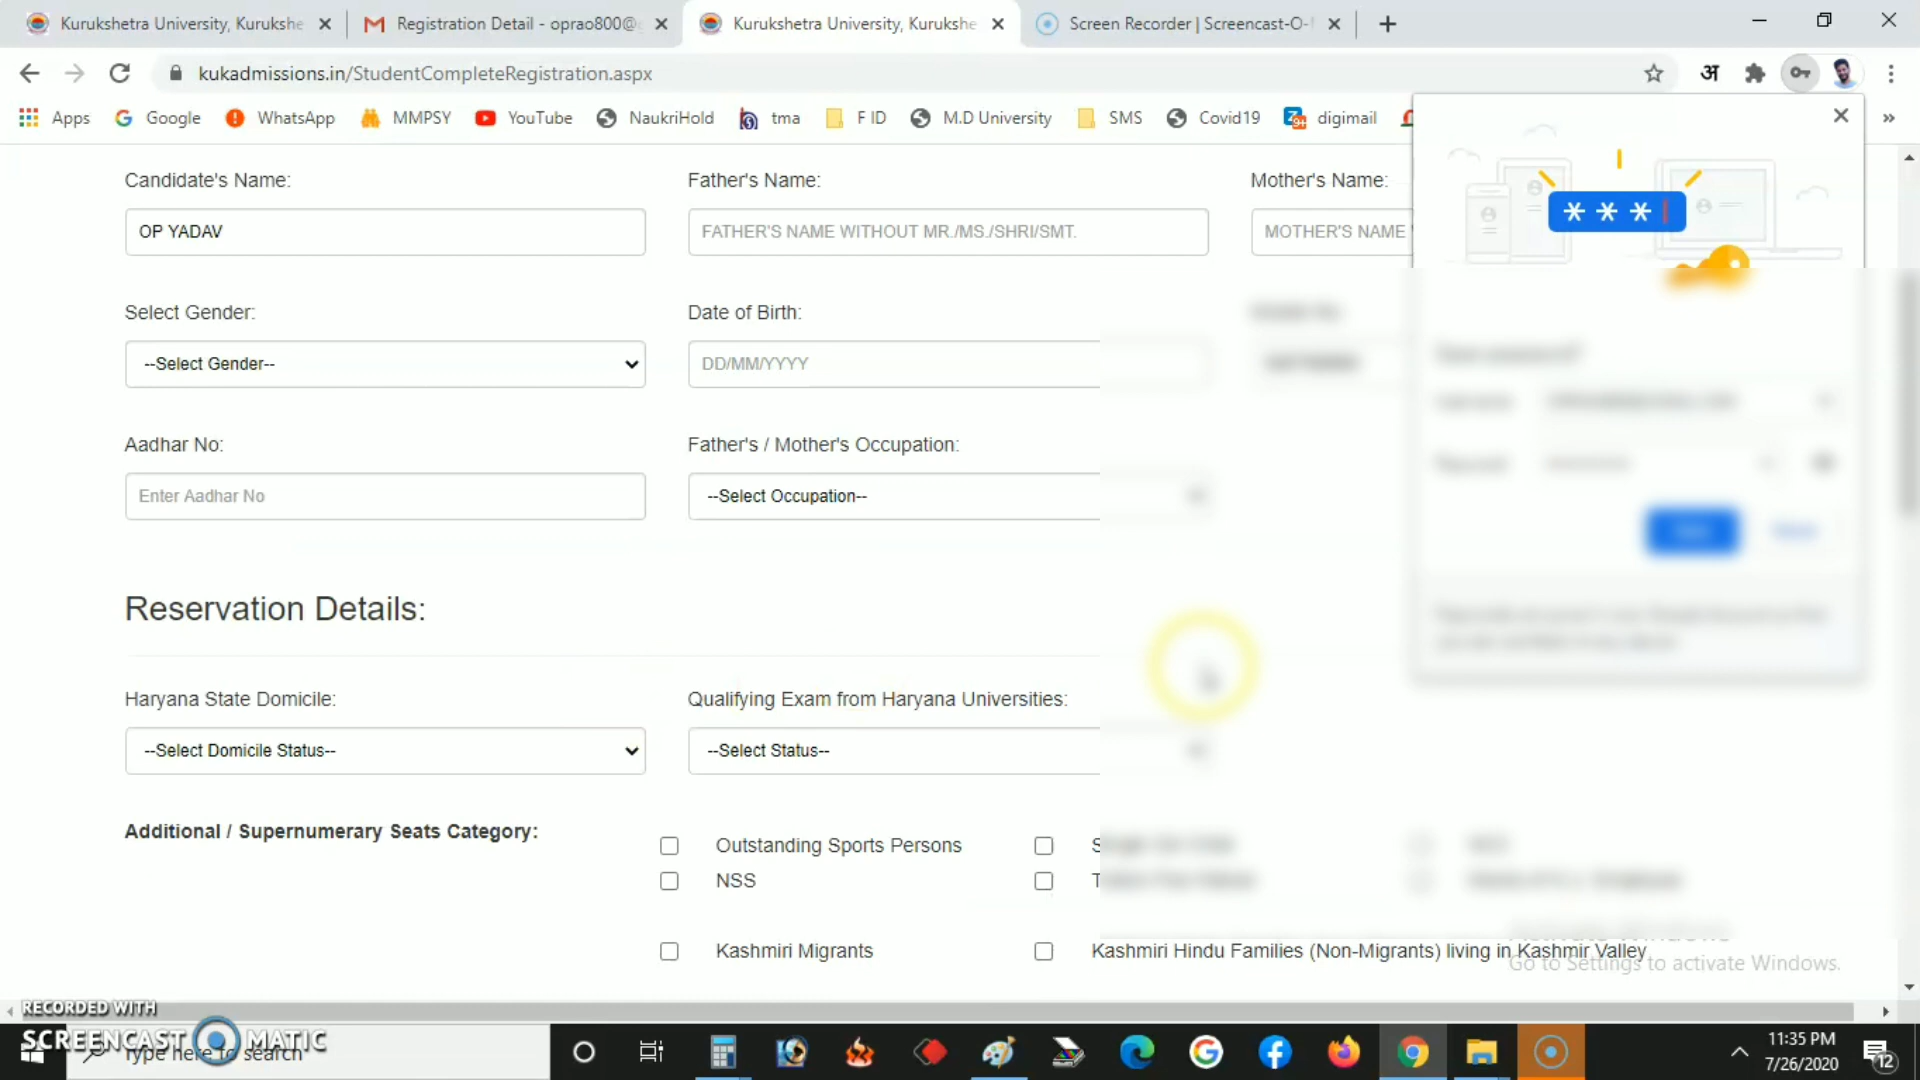 Kurukshetra University, Kurukshe
Registration Detail - oprao800@g
Kurukshetra University, Kurukshe
Screen Recorder | Screencast-O-
kukadmissions.in/StudentCompleteRegistration.aspx
अ
Apps
Google
WhatsApp
MMPSY
YouTube
NaukriHold
tma
F ID
M.D University
SMS
Covid19
digimail
»
Candidate's Name:
Father's Name:
Mother's Name:
OP YADAV
FATHER'S NAME WITHOUT MR./MS./SHRI/SMT.
MOTHER'S NAME
***
Select Gender:
Date of Birth:
--Select Gender--
DD/MM/YYYY
Aadhar No:
Father's / Mother's Occupation:
Enter Aadhar No
--Select Occupation--
Reservation Details:
Haryana State Domicile:
Qualifying Exam from Haryana Universities:
--Select Domicile Status--
--Select Status--
Additional / Supernumerary Seats Category:
Outstanding Sports Persons
NSS
Kashmiri Migrants
Kashmiri Hindu Families (Non-Migrants) living in Kashmir Valley
Go to Settings to activate Windows.
RECORDED WITH
SCREENCAST MATIC
Type here to search
11:35 PM
7/26/2020
12